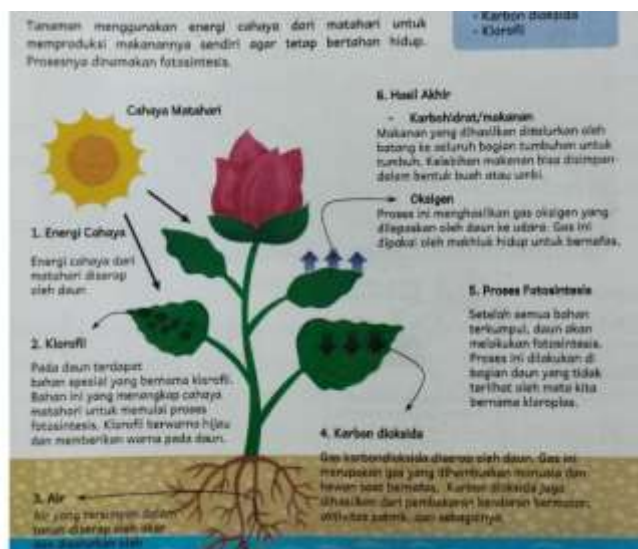 Tanaman menggunakan energi cahaya dari matahari untuk
memproduksi makanannya sendiri agar tetap bertahan hidup.
Prosesnya dinamakan fotosintesis.
- Karbon dioksida
- Klorofil
Cahaya Matahari
1. Energi Cahaya
Energi cahaya dari
matahari diserap
oleh daun
2. Klorofil
Pada daun terdapat
bahan spesial yang bernama klorofil.
Bahan ini yang menangkap cahaya
matahari untuk memulai proses
fotosintesis. Klorofil berwarna hijau
dan memberikan warna pada daun.
3. Air
Air yang tersimpan dalam
tanah diserap oleh akar
dan disalurkan oleh
4. Karbon dioksida
Gas karbondioksida diserap oleh daun. Gas ini
merupakan gas yang dihembuskan manusia dan
hewan saat bernafas. Karbon dioksida juga
dihasilkan dari pembakaran kendaran bermotor,
aktivitas pabrik, dan sebagainya.
5. Proses Fotosintesis
Setelah semua bahan
terkumpul, daun akan
melakukan fotosintesis.
Proses ini dilakukan di
bagian daun yang tidak
terlihat oleh mata kita
bernama kloroplas.
6. Hasil Akhir
- Karbohidrat/makanan
Makanan yang dihasilkan disalurkan oleh
batang ke seluruh bagian tumbuhan untuk
tumbuh. Kelebihan makanan bisa disimpan
dalam bentuk buah atau umbi.
- Oksigen
Proses ini menghasilkan gas oksigen yang
dilepaskan oleh daun ke udara. Gas ini
dipakai oleh makhluk hidup untuk bernafas.